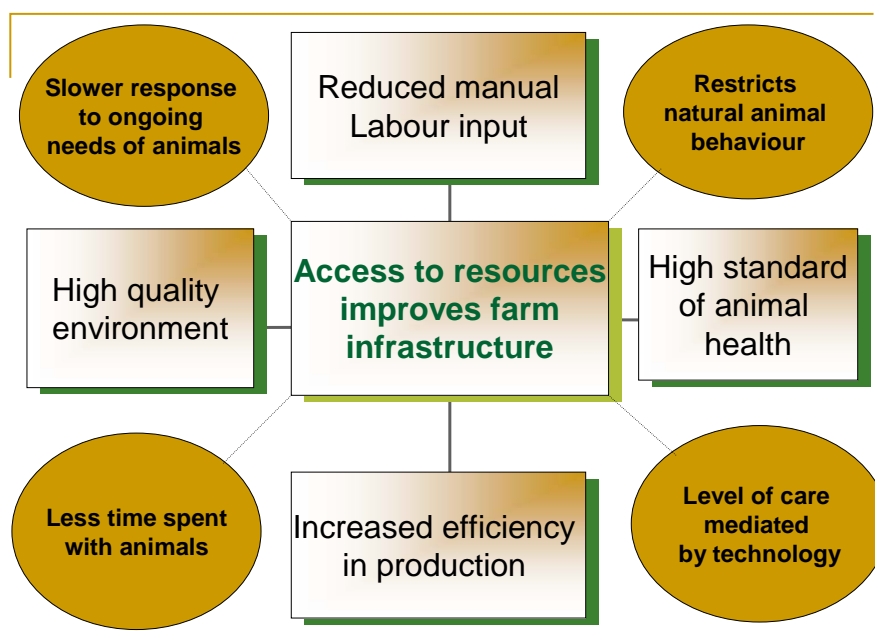 Slower response
to ongoing
needs of animals
Reduced manual
Labour input
Restricts
natural animal
behaviour
High quality
environment
Access to resources
improves farm
infrastructure
High standard
of animal
health
Less time spent
with animals
Increased efficiency
in production
Level of care
mediated
by technology